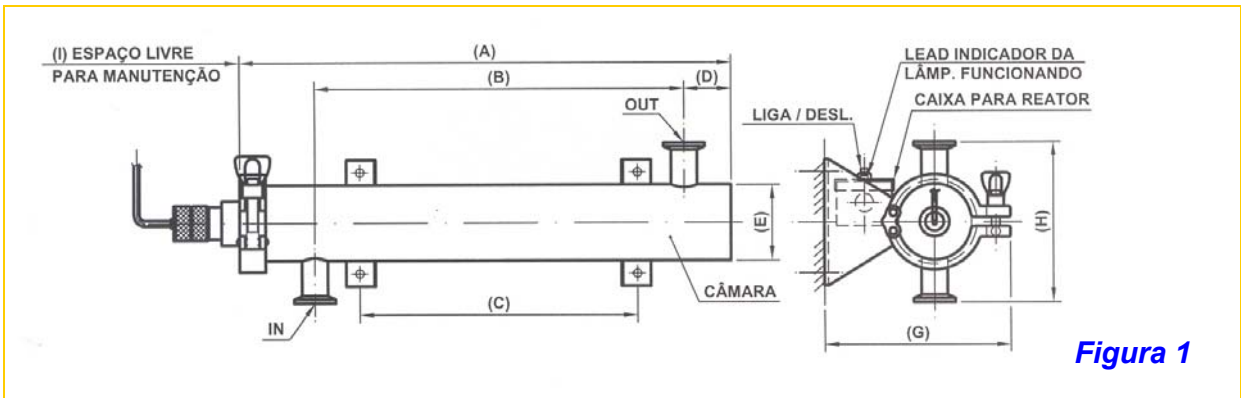 (I) ESPAÇO LIVRE
PARA MANUTENÇÃO
(A)
(B)
(D)
OUT
(E)
CÂMARA
(C)
IN
LEAD INDICADOR DA
LÂMP. FUNCIONANDO
CAIXA PARA REATOR
LIGA / DESL.
(H)
(G)
Figura 1